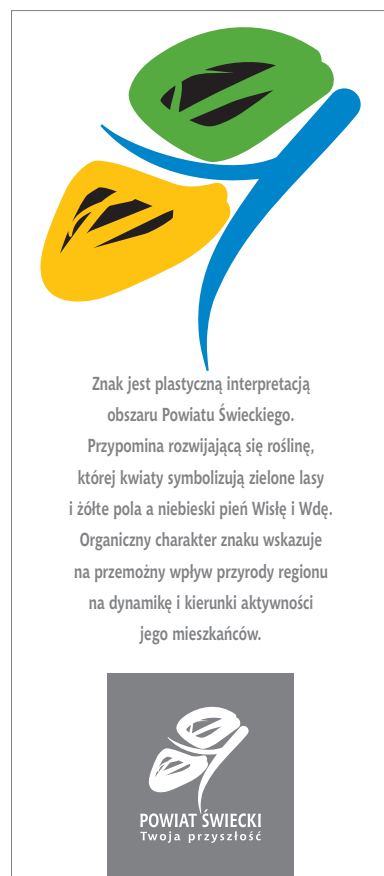 Znak jest plastyczną interpretacją
obszaru Powiatu Świeckiego.
Przypomina rozwijającą się roślinę,
której kwiaty symbolizują zielone lasy
i żółte pola a niebieski pień Wisłę i Wdę.
Organiczny charakter znaku wskazuje
na przemożny wpływ przyrody regionu
na dynamikę i kierunki aktywności
jego mieszkańców.
POWIAT ŚWIECKI
Twoja przyszłość